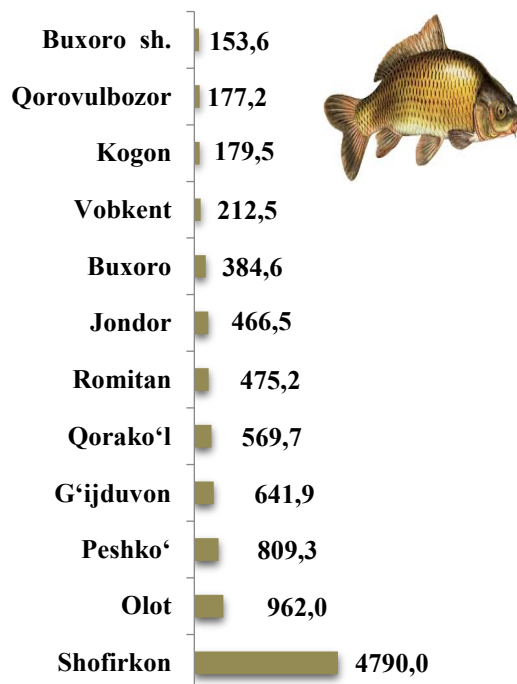 Buxoro sh. 153,6
Qorovulbozor 177,2
Kogon 179,5
Vobkent 212,5
Buxoro 384,6
Jondor 466,5
Romitan 475,2
Qorako‘l 569,7
G‘ijduvon 641,9
Peshko‘ 809,3
Olot 962,0
Shofirkon 4790,0